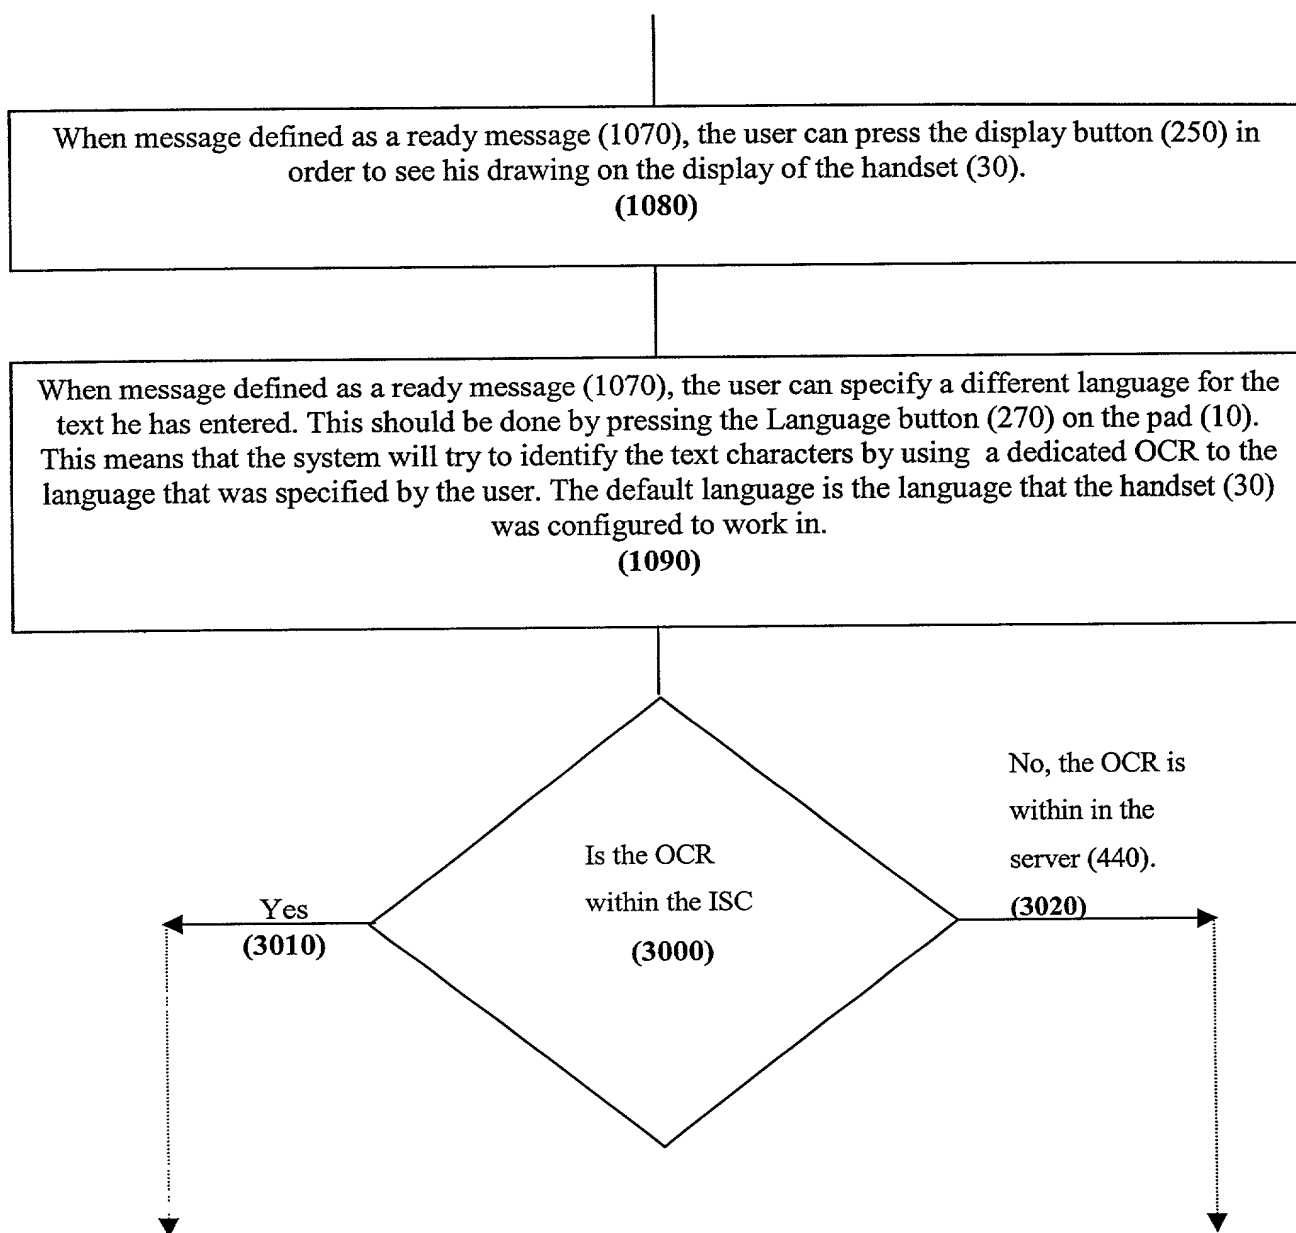 When message defined as a ready message (1070), the user can press the display button (250) in
order to see his drawing on the display of the handset (30).
(1080)
When message defined as a ready message (1070), the user can specify a different language for the
text he has entered. This should be done by pressing the Language button (270) on the pad (10).
This means that the system will try to identify the text characters by using a dedicated OCR to the
language that was specified by the user. The default language is the language that the handset (30)
was configured to work in.
(1090)
Is the OCR
within the ISC
(3000)
Yes
(3010)
No, the OCR is
within in the
server (440).
(3020)